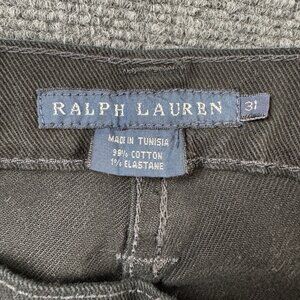 RALPH LAUREN 31
MADE IN TUNISIA
99% COTTON
1% ELASTANE